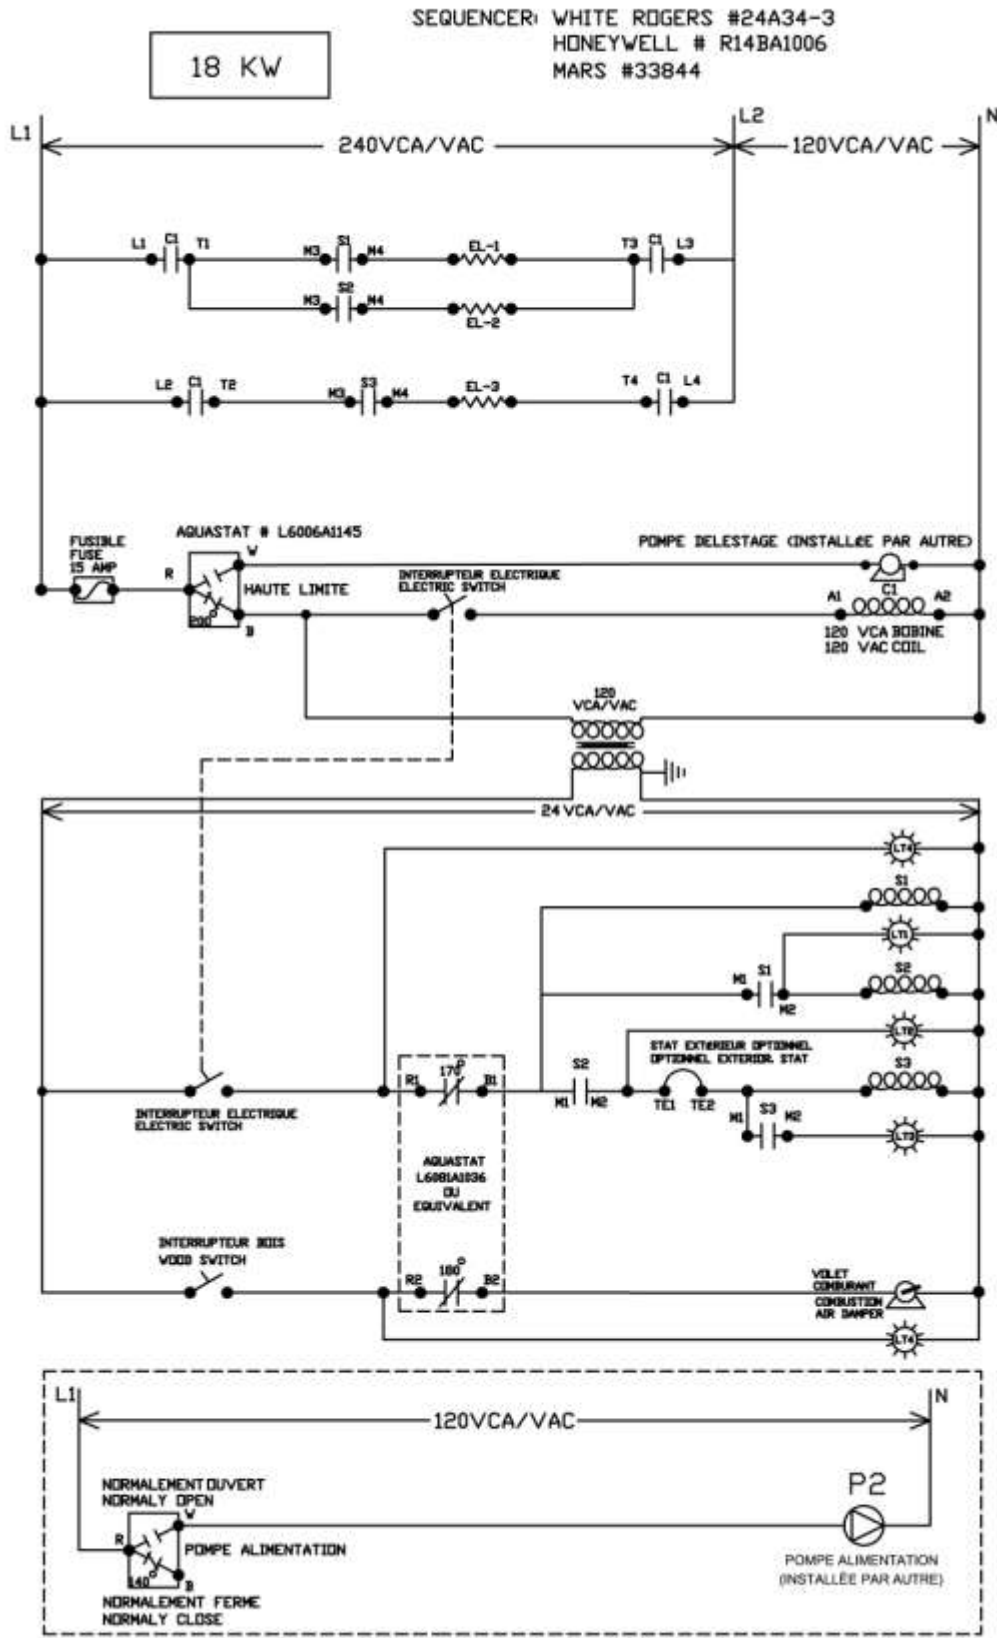 SEQUENCER: WHITE RODGERS #24A34-3
HONEYWELL # R14BA1006
MARS #33844
18 KW
L1
L2
N
240VCA/VAC
120VCA/VAC
L1 C1 T1
M3 S1 M4
EL-1
T3 C1 L3
M3 S2 M4
EL-2
L2 C1 T2
M3 S3 M4
EL-3
T4 C1 L4
FUSIBLE
FUSE
15 AMP
AQUASTAT # L6006A1145
R
W
HAUTE LIMITE
200
B
INTERRUPTEUR ELECTRIQUE
ELECTRIC SWITCH
POMPE DELESTAGE (INSTALLÉE PAR AUTRE)
A1 C1 A2
120 VCA BOBINE
120 VAC COIL
120
VCA/VAC
24 VCA/VAC
LT4
S1
LT1
M1 S1 M2
S2
LT2
STAT EXTÉRIEUR OPTIONNEL
OPTIONNEL EXTERIOR. STAT
S3
INTERRUPTEUR ELECTRIQUE
ELECTRIC SWITCH
R1 170° B1
S2
M1 M2
TE1 TE2
M1 S3 M2
LT3
AQUASTAT
L6081A1036
OU
EQUIVALENT
INTERRUPTEUR BOIS
WOOD SWITCH
R2 180° B2
VOLET
COMBURANT
COMBUSTION
AIR DAMPER
LT4
L1
N
120VCA/VAC
NORMALEMENT OUVERT
NORMALY OPEN
W
R
POMPE ALIMENTATION
140°
B
NORMALEMENT FERME
NORMALY CLOSE
P2
POMPE ALIMENTATION
(INSTALLÉE PAR AUTRE)